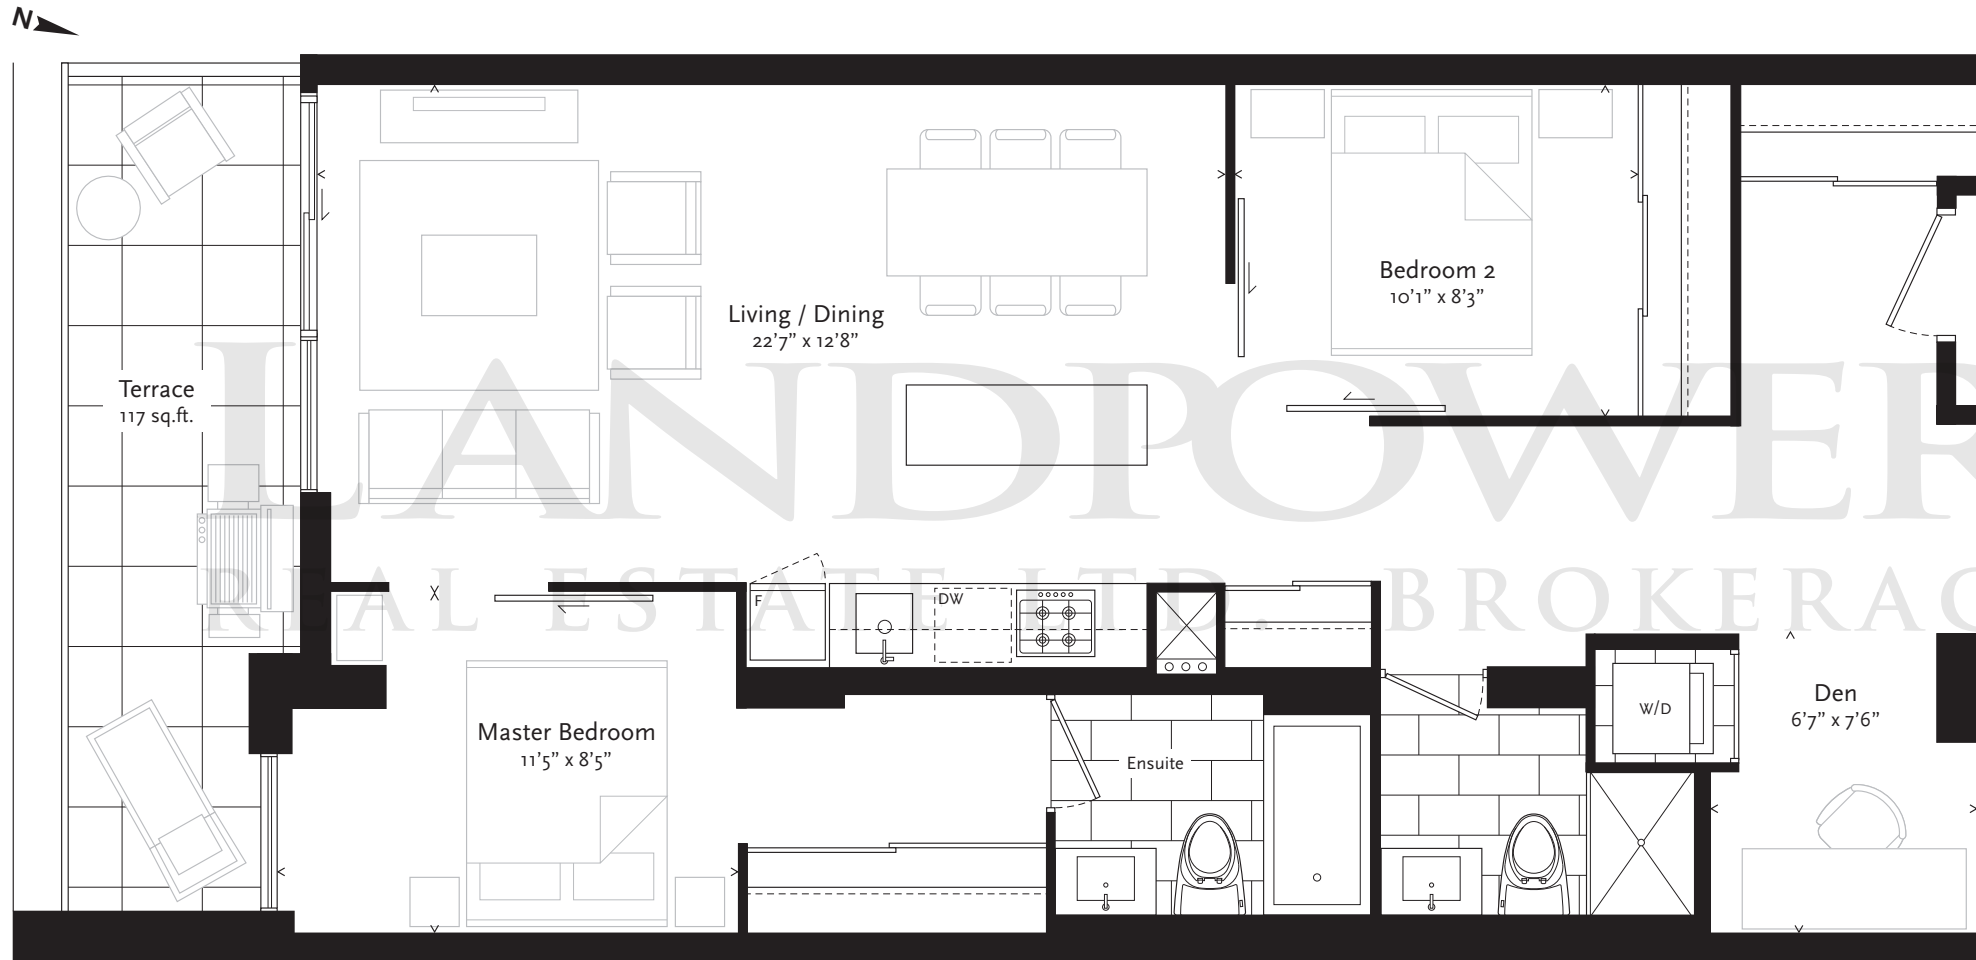 N
Living / Dining
22’7” x 12’8”
Bedroom 2
10’1” x 8’3”
Terrace
117 sq.ft.
LANDPOWER
REAL ESTATE LTD. BROKERAG
F
DW
Master Bedroom
11’5” x 8’5”
Ensuite
W/D
Den
6’7” x 7’6”